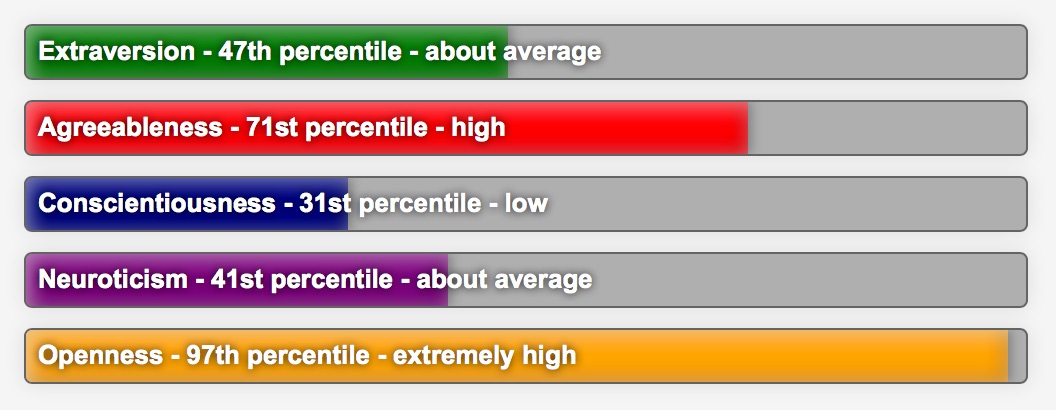 Extraversion - 47th percentile - about average
Agreeableness - 71st percentile - high
Conscientiousness - 31st percentile - low
Neuroticism - 41st percentile - about average
Openness - 97th percentile - extremely high